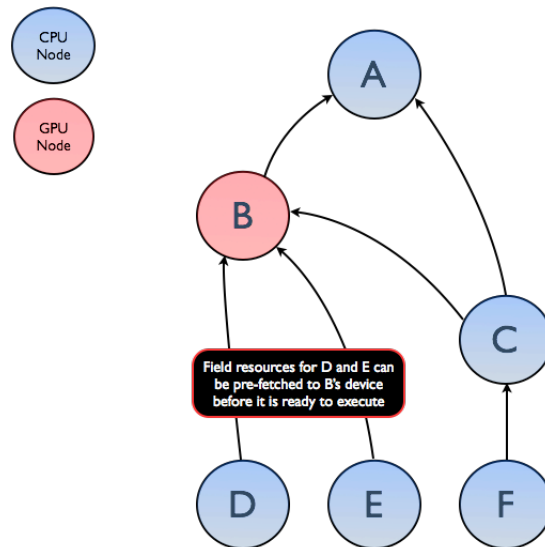 CPU
Node
GPU
Node
A
B
C
Field resources for D and E can
be pre-fetched to B's device
before it is ready to execute
D
E
F